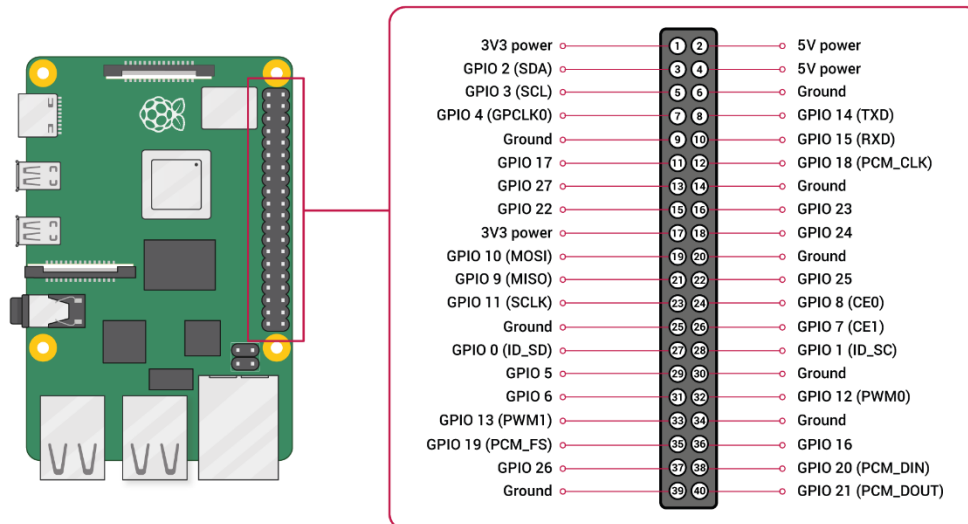 3V3 power 1 2 5V power
GPIO 2 (SDA) 3 4 5V power
GPIO 3 (SCL) 5 6 Ground
GPIO 4 (GPCLK0) 7 8 GPIO 14 (TXD)
Ground 9 10 GPIO 15 (RXD)
GPIO 17 11 12 GPIO 18 (PCM_CLK)
GPIO 27 13 14 Ground
GPIO 22 15 16 GPIO 23
3V3 power 17 18 GPIO 24
GPIO 10 (MOSI) 19 20 Ground
GPIO 9 (MISO) 21 22 GPIO 25
GPIO 11 (SCLK) 23 24 GPIO 8 (CE0)
Ground 25 26 GPIO 7 (CE1)
GPIO 0 (ID_SD) 27 28 GPIO 1 (ID_SC)
GPIO 5 29 30 Ground
GPIO 6 31 32 GPIO 12 (PWM0)
GPIO 13 (PWM1) 33 34 Ground
GPIO 19 (PCM_FS) 35 36 GPIO 16
GPIO 26 37 38 GPIO 20 (PCM_DIN)
Ground 39 40 GPIO 21 (PCM_DOUT)